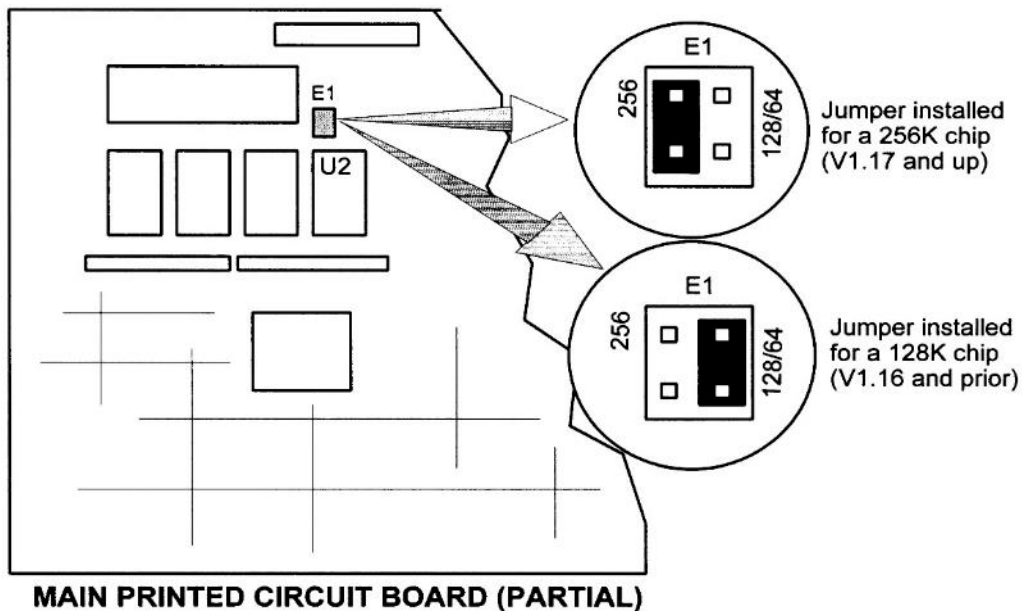 E1
U2
E1
256
128/64
Jumper installed
for a 256K chip
(V1.17 and up)
E1
256
128/64
Jumper installed
for a 128K chip
(V1.16 and prior)
MAIN PRINTED CIRCUIT BOARD (PARTIAL)